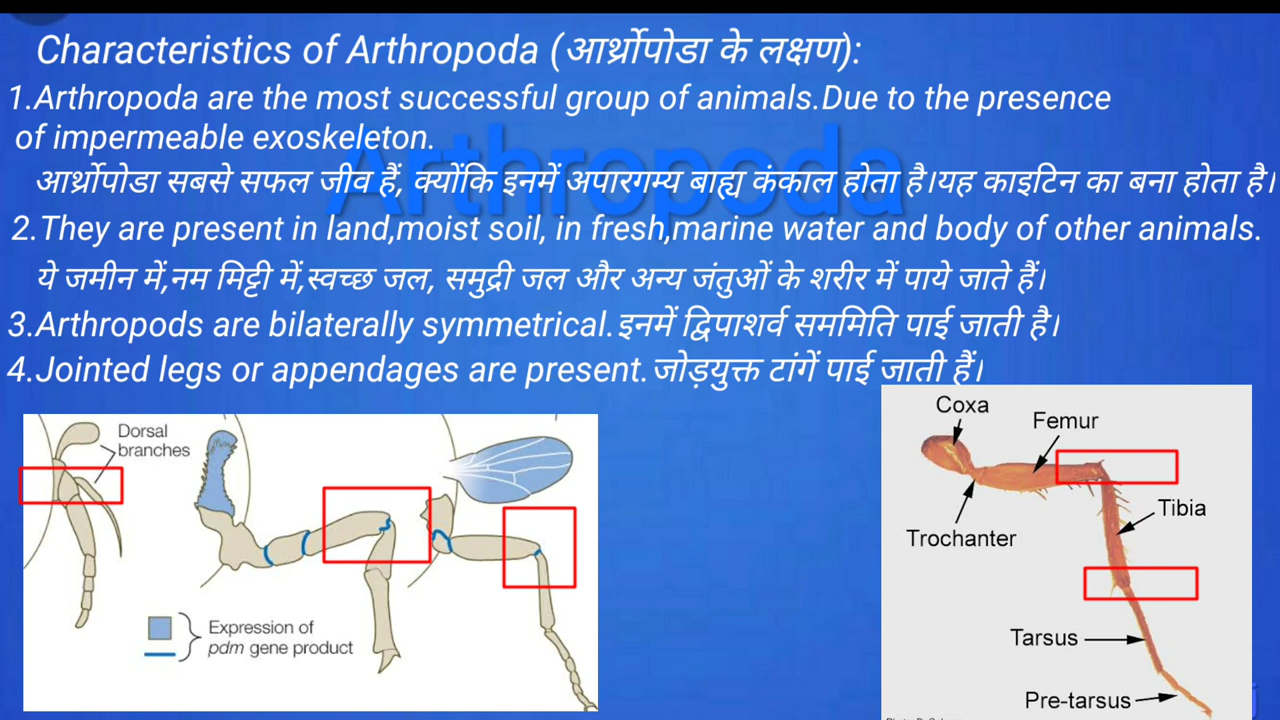 Characteristics of Arthropoda (आर्थ्रोपोडा के लक्षण):
1.Arthropoda are the most successful group of animals.Due to the presence
of impermeable exoskeleton.
आर्थ्रोपोडा सबसे सफल जीव हैं, क्योंकि इनमें अपारगम्य बाह्य कंकाल होता है।यह काइटिन का बना होता है।
2.They are present in land,moist soil, in fresh,marine water and body of other animals.
ये जमीन में,नम मिट्टी में,स्वच्छ जल, समुद्री जल और अन्य जंतुओं के शरीर में पाये जाते हैं।
3.Arthropods are bilaterally symmetrical. इनमें द्विपाशर्व सममिति पाई जाती है।
4.Jointed legs or appendages are present. जोड़युक्त टांगें पाई जाती हैं।
Arthropoda
Dorsal
branches
Expression of
pdm gene product
Coxa
Femur
Trochanter
Tibia
Tarsus
Pre-tarsus